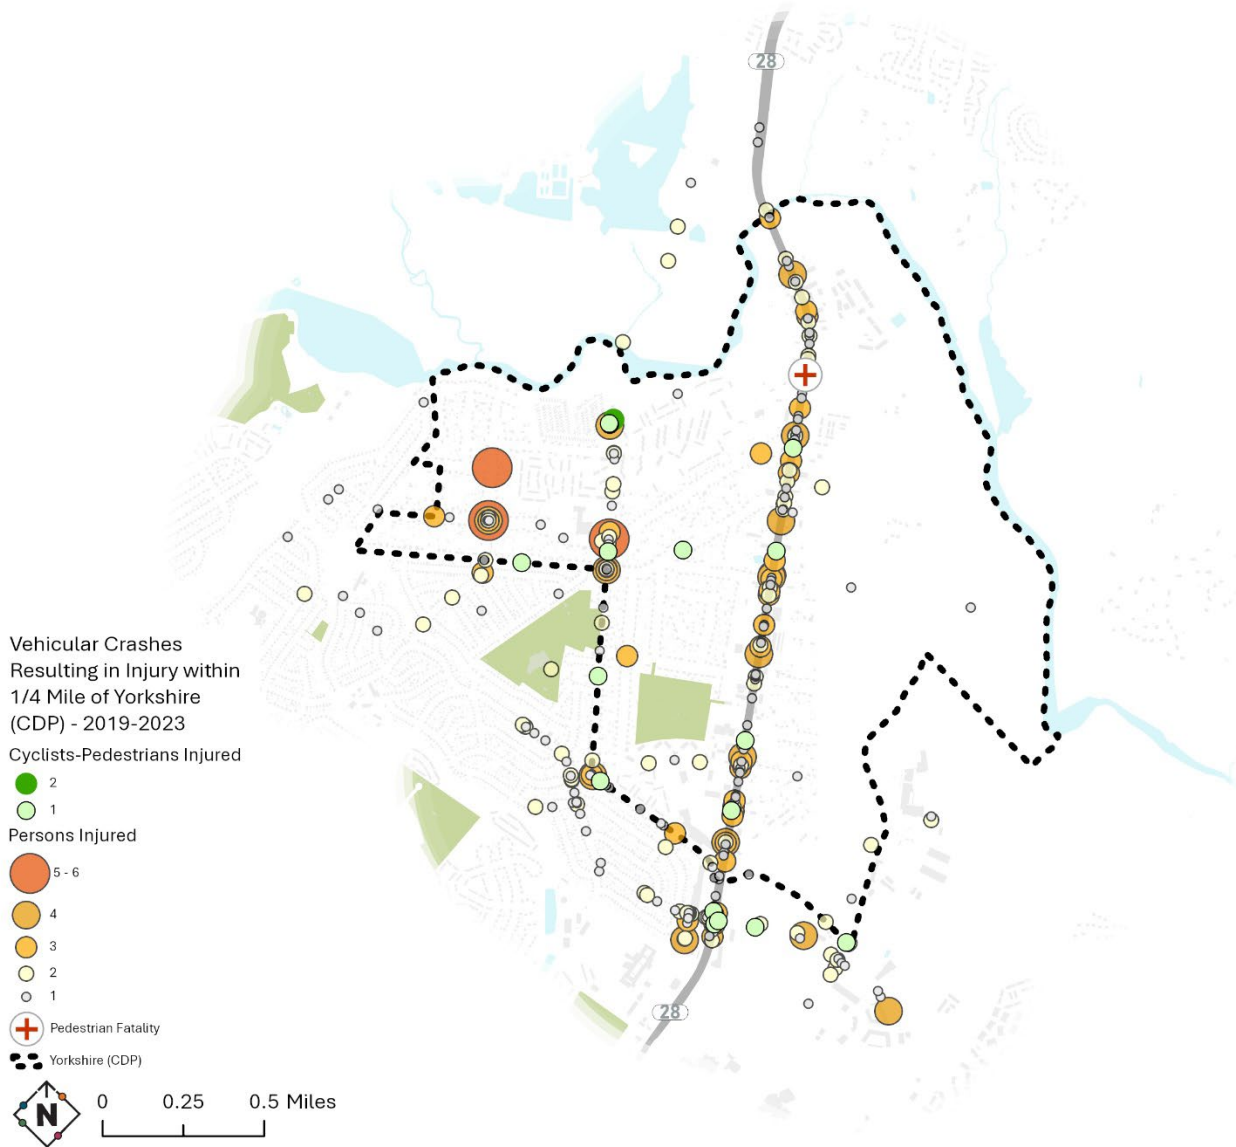 28
Vehicular Crashes
Resulting in Injury within
1/4 Mile of Yorkshire
(CDP) - 2019-2023
Cyclists-Pedestrians Injured
2
1
Persons Injured
5 - 6
4
3
2
1
Pedestrian Fatality
Yorkshire (CDP)
28
N
0 0.25 0.5 Miles